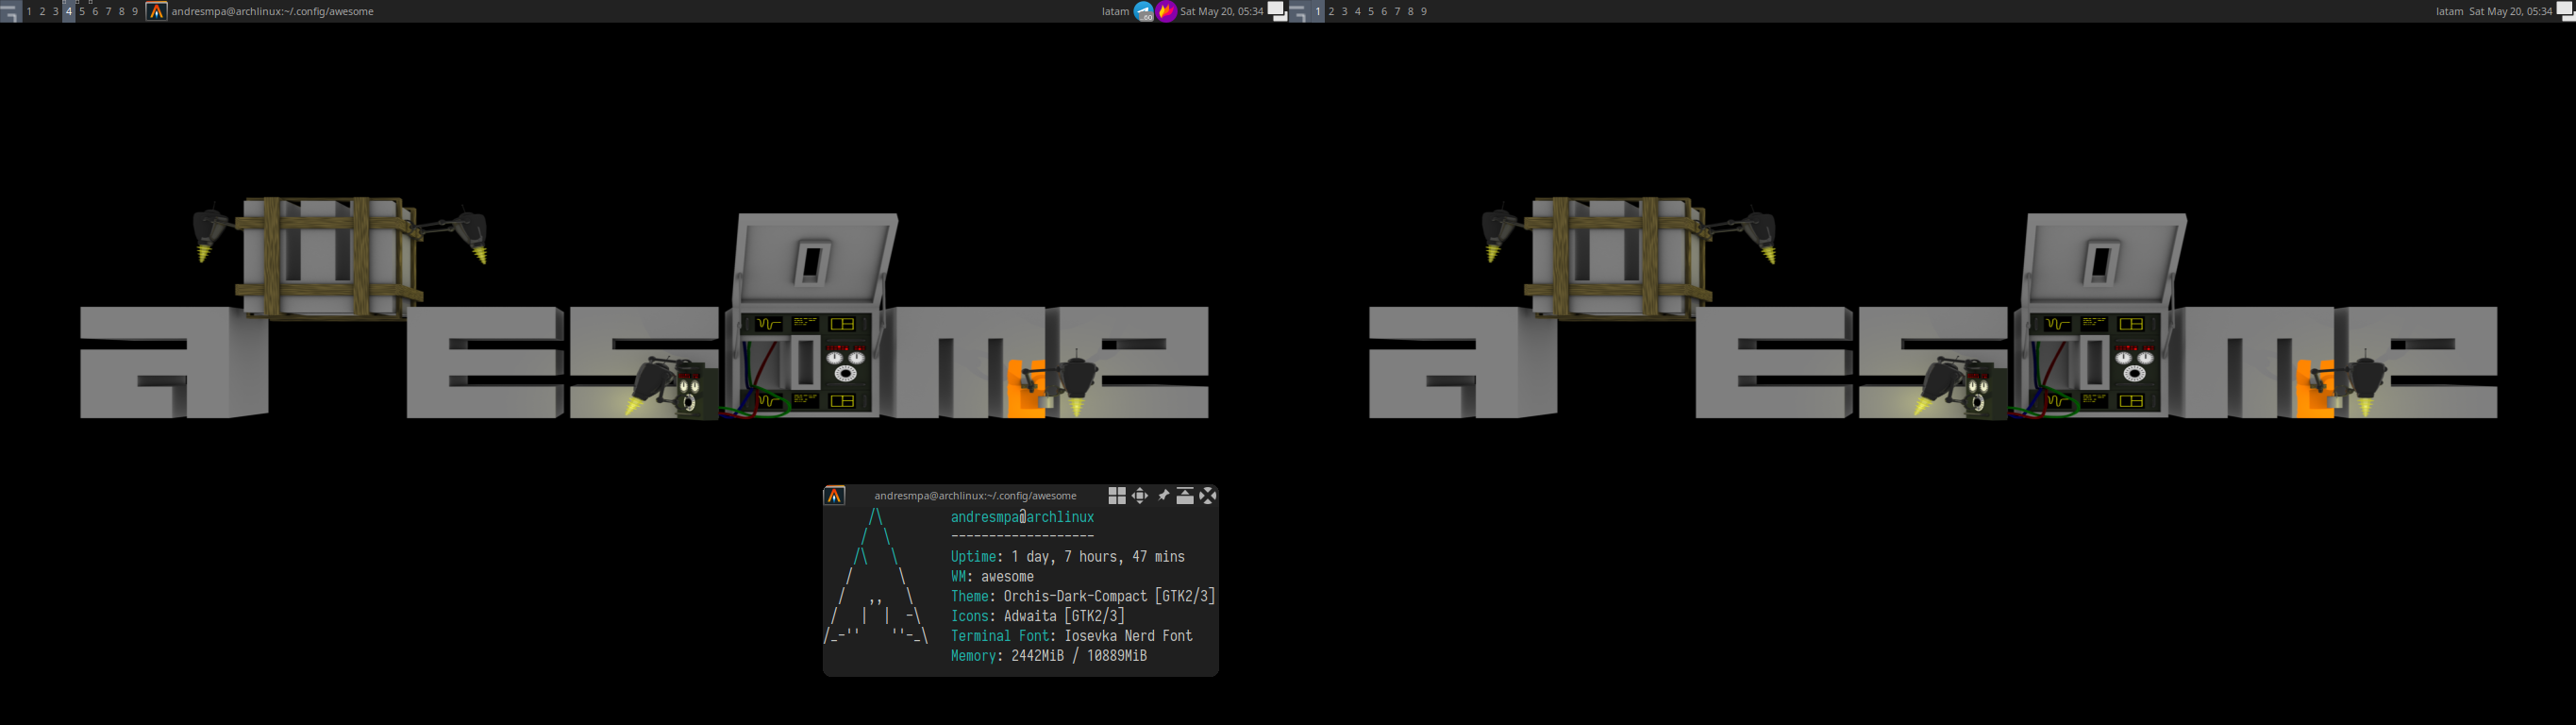 1 2 3 4 5 6 7 8 9 andresmpa@archlinux:~/.config/awesome latam 60 Sat May 20, 05:34 1 2 3 4 5 6 7 8 9 latam Sat May 20, 05:34
awesome awesome
andresmpa@archlinux:~/.config/awesome
andresmpa@archlinux
-------------------
Uptime: 1 day, 7 hours, 47 mins
WM: awesome
Theme: Orchis-Dark-Compact [GTK2/3]
Icons: Adwaita [GTK2/3]
Terminal Font: Iosevka Nerd Font
Memory: 2442MiB / 10889MiB